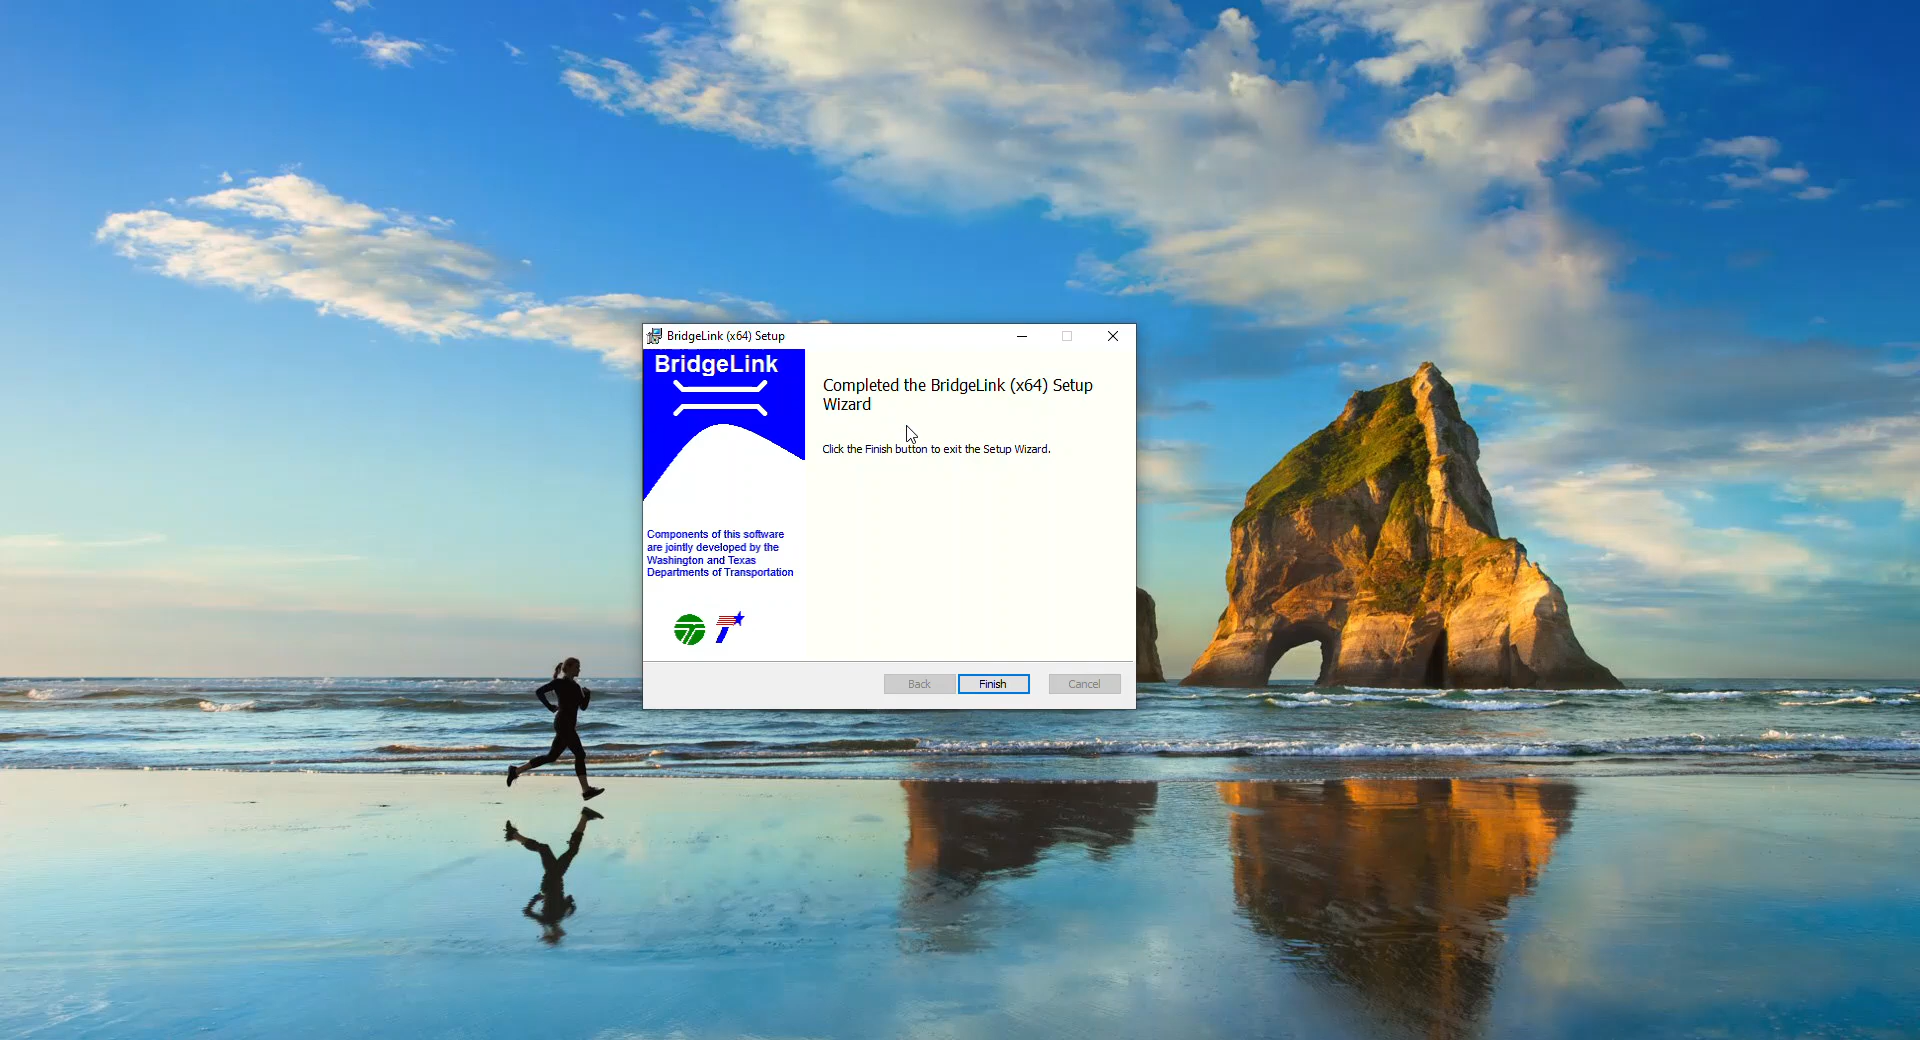 BridgeLink (x64) Setup
BridgeLink
Completed the BridgeLink (x64) Setup
Wizard
Click the Finish button to exit the Setup Wizard.
Components of this software
are jointly developed by the
Washington and Texas
Departments of Transportation
Back
Finish
Cancel